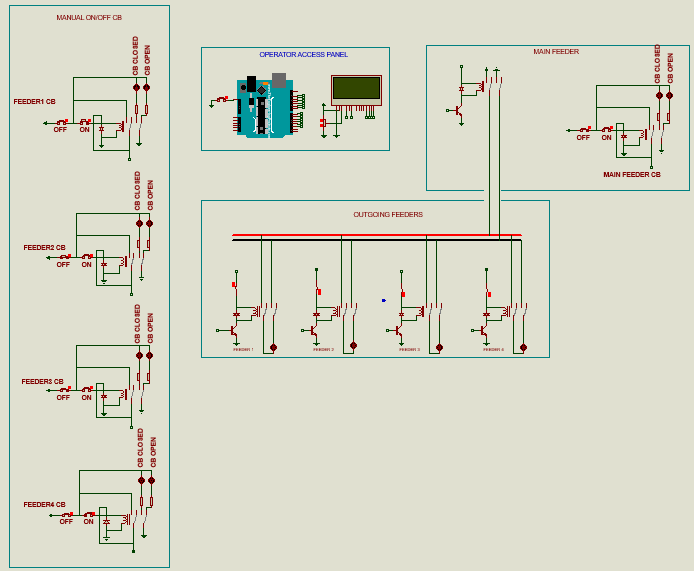 MANUAL ON/OFF CB
CB CLOSED
CB OPEN
FEEDER1 CB
OFF
ON
CB CLOSED
CB OPEN
FEEDER2 CB
OFF
ON
CB CLOSED
CB OPEN
FEEDER3 CB
OFF
ON
CB CLOSED
CB OPEN
FEEDER4 CB
OFF
ON
OPERATOR ACCESS PANEL
MAIN FEEDER
CB CLOSED
CB OPEN
OFF
ON
MAIN FEEDER CB
OUTGOING FEEDERS
FEEDER 1
FEEDER 2
FEEDER 3
FEEDER 4